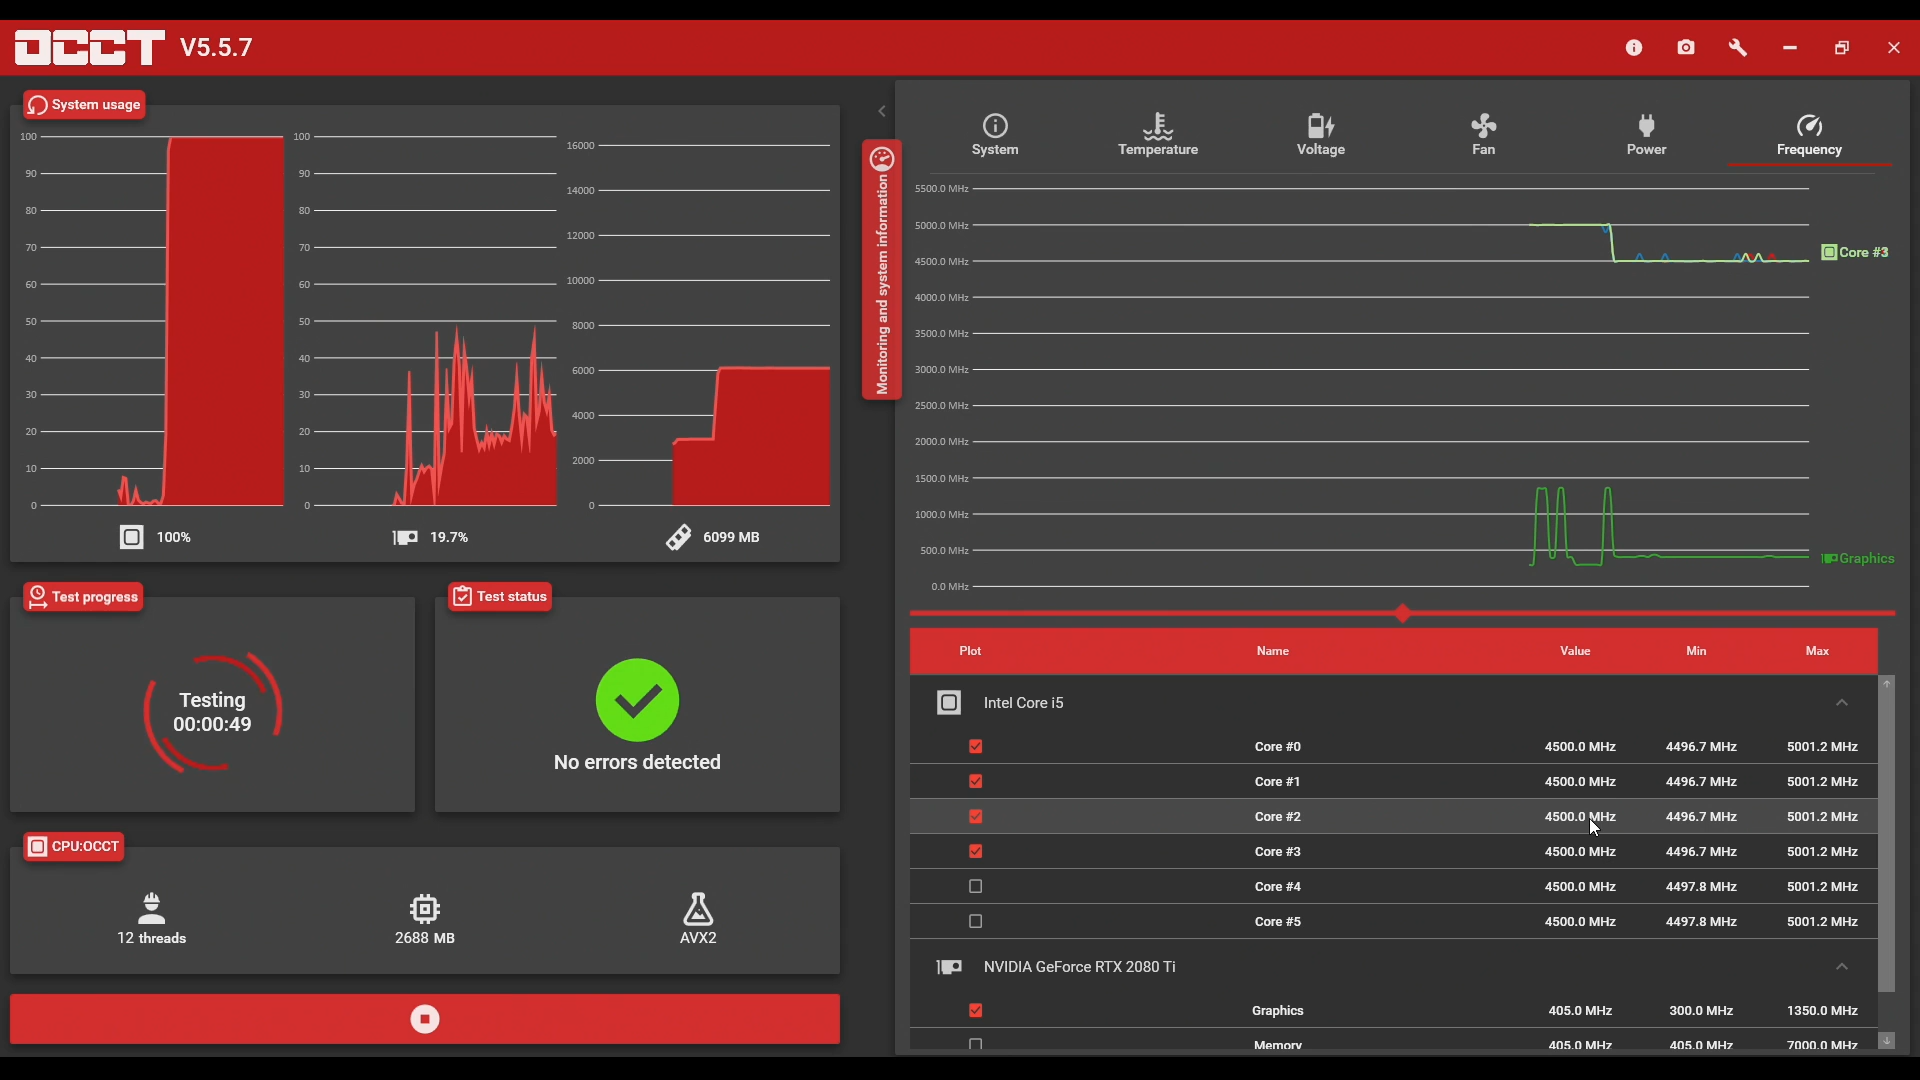 OCCT V5.5.7
System usage
100
90
80
70
60
50
40
30
20
10
0
100%
100
90
80
70
60
50
40
30
20
10
0
19.7%
16000
14000
12000
10000
8000
6000
4000
2000
0
6099 MB
Test progress
Testing
00:00:49
Test status
No errors detected
CPU:OCCT
12 threads
2688 MB
AVX2
Monitoring and system information
System Temperature Voltage Fan Power Frequency
5500.0 MHz
5000.0 MHz
4500.0 MHz
4000.0 MHz
3500.0 MHz
3000.0 MHz
2500.0 MHz
2000.0 MHz
1500.0 MHz
1000.0 MHz
500.0 MHz
0.0 MHz
Core #3
Graphics
Plot Name Value Min Max
Intel Core i5
Core #0 4500.0 MHz 4496.7 MHz 5001.2 MHz
Core #1 4500.0 MHz 4496.7 MHz 5001.2 MHz
Core #2 4500.0 MHz 4496.7 MHz 5001.2 MHz
Core #3 4500.0 MHz 4496.7 MHz 5001.2 MHz
Core #4 4500.0 MHz 4497.8 MHz 5001.2 MHz
Core #5 4500.0 MHz 4497.8 MHz 5001.2 MHz
NVIDIA GeForce RTX 2080 Ti
Graphics 405.0 MHz 300.0 MHz 1350.0 MHz
Memory 405.0 MHz 405.0 MHz 7000.0 MHz